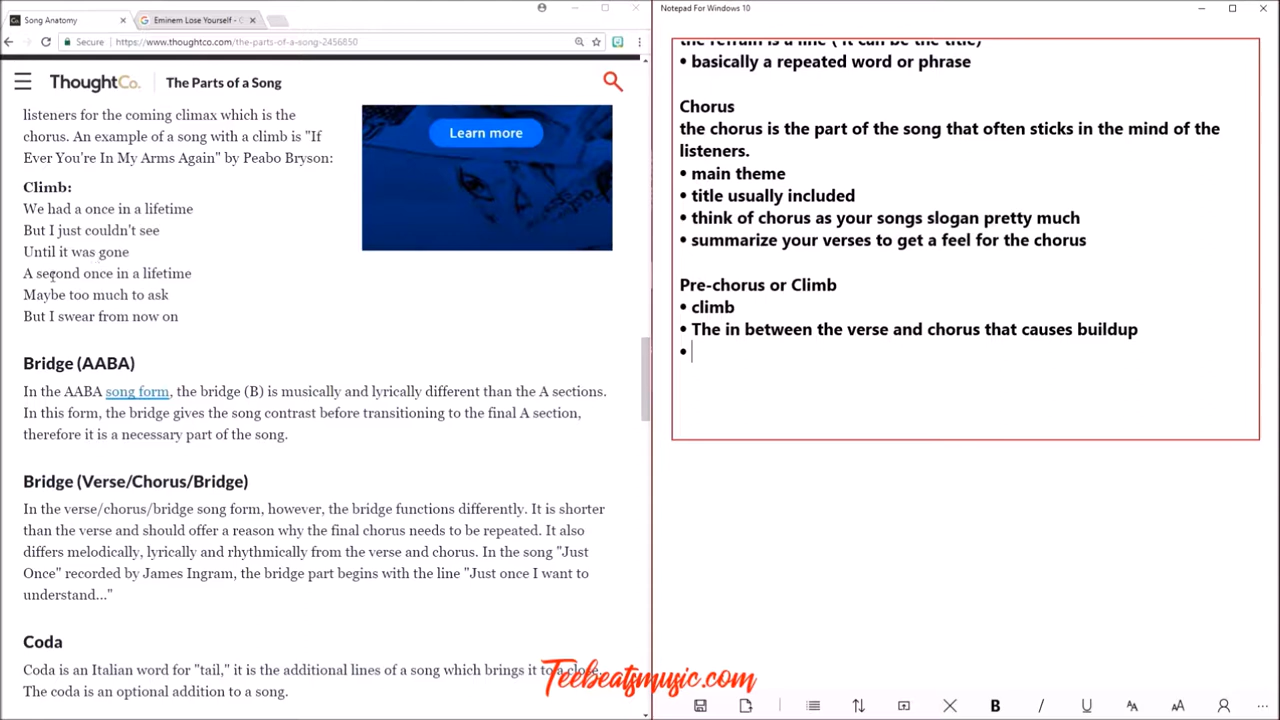 Song Anatomy
Eminem Lose Yourself - G
Notepad For Windows 10
Secure
https://www.thoughtco.com/the-parts-of-a-song-2456850
ThoughtCo.
The Parts of a Song
listeners for the coming climax which is the
chorus. An example of a song with a climb is "If
Ever You're In My Arms Again" by Peabo Bryson:
Learn more
Climb:
We had a once in a lifetime
But I just couldn't see
Until it was gone
A second once in a lifetime
Maybe too much to ask
But I swear from now on
Bridge (AABA)
In the AABA song form, the bridge (B) is musically and lyrically different than the A sections.
In this form, the bridge gives the song contrast before transitioning to the final A section,
therefore it is a necessary part of the song.
Bridge (Verse/Chorus/Bridge)
In the verse/chorus/bridge song form, however, the bridge functions differently. It is shorter
than the verse and should offer a reason why the final chorus needs to be repeated. It also
differs melodically, lyrically and rhythmically from the verse and chorus. In the song "Just
Once" recorded by James Ingram, the bridge part begins with the line "Just once I want to
understand..."
Coda
Coda is an Italian word for "tail," it is the additional lines of a song which brings it to a close.
The coda is an optional addition to a song.
the refrain is a line ( it can be the title)
• basically a repeated word or phrase
Chorus
the chorus is the part of the song that often sticks in the mind of the
listeners.
• main theme
• title usually included
• think of chorus as your songs slogan pretty much
• summarize your verses to get a feel for the chorus
Pre-chorus or Climb
• climb
• The in between the verse and chorus that causes buildup
•
Teebeatsmusic.com